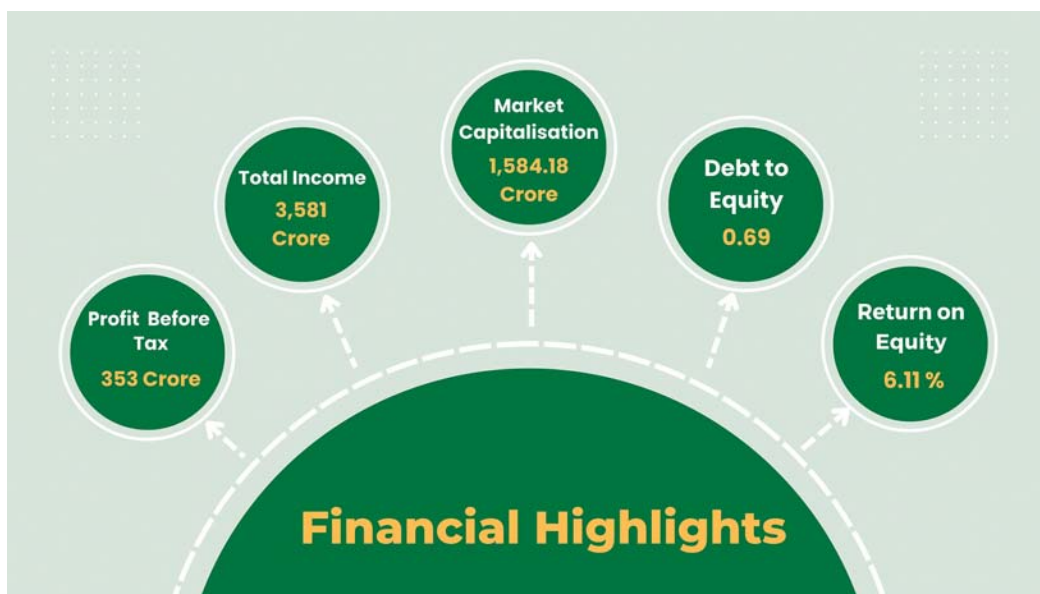 Market
Capitalisation
1,584.18
Crore
Total Income
3,581
Crore
Debt to
Equity
0.69
Profit Before
Tax
353 Crore
Return on
Equity
6.11 %
Financial Highlights